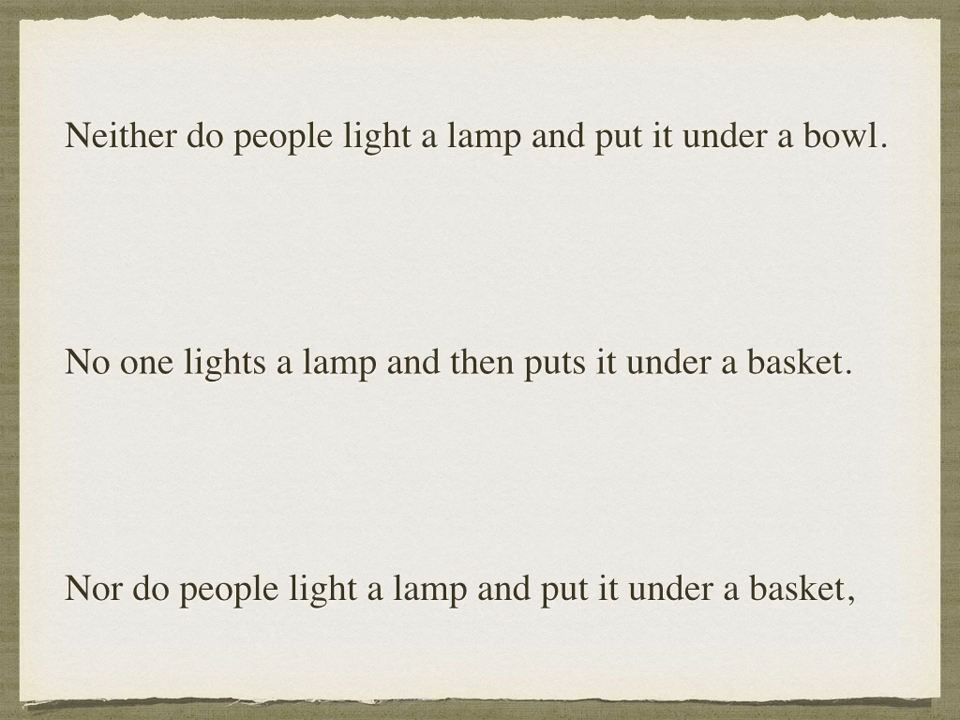 Neither do people light a lamp and put it under a bowl.
No one lights a lamp and then puts it under a basket.
Nor do people light a lamp and put it under a basket,